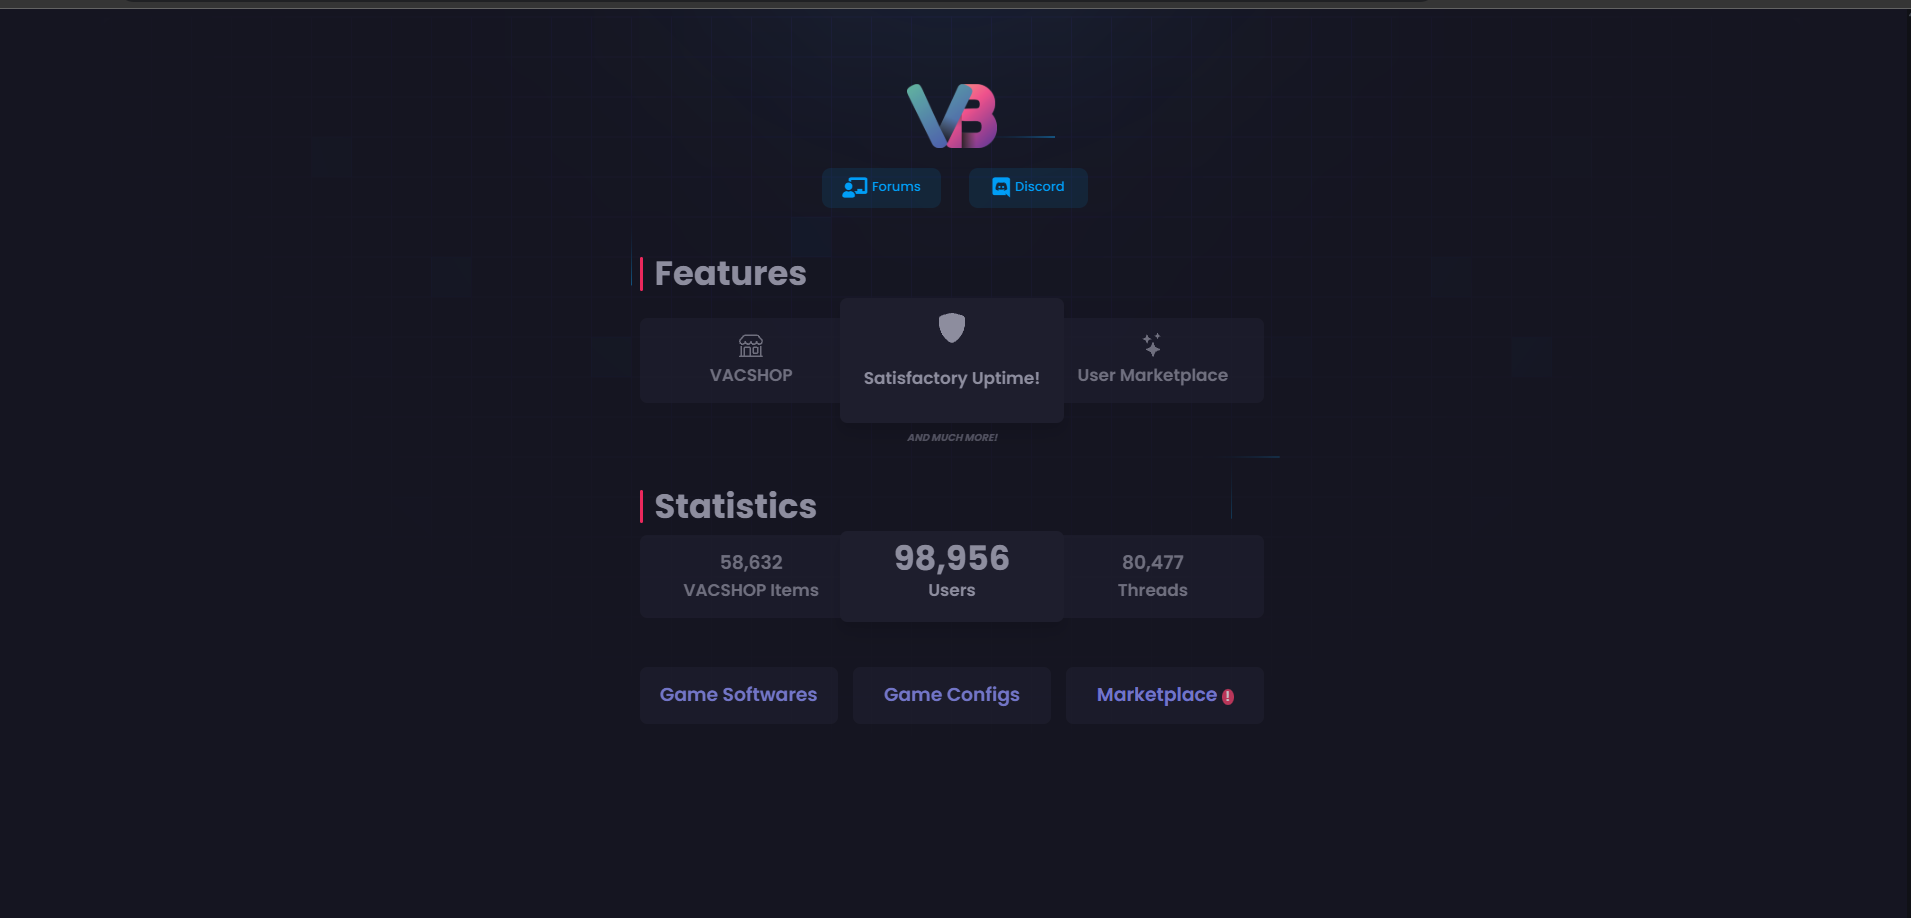 VB
Forums
Discord
Features
VACSHOP
Satisfactory Uptime!
User Marketplace
AND MUCH MORE!
Statistics
58,632
VACSHOP Items
98,956
Users
80,477
Threads
Game Softwares
Game Configs
Marketplace !